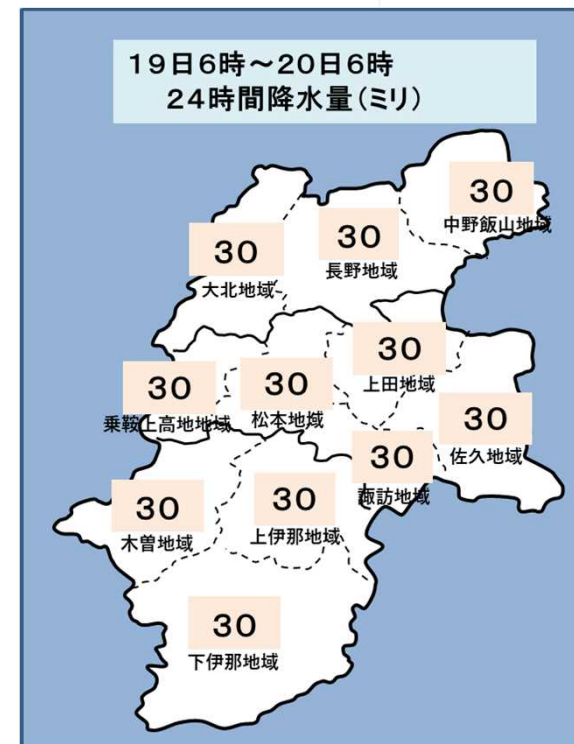 19日6時～20日6時
24時間降水量(ミリ)
30
中野飯山地域
30
長野地域
30
大北地域
30
上田地域
30
乗鞍上高地地域
30
松本地域
30
佐久地域
30
諏訪地域
30
木曽地域
30
上伊那地域
30
下伊那地域